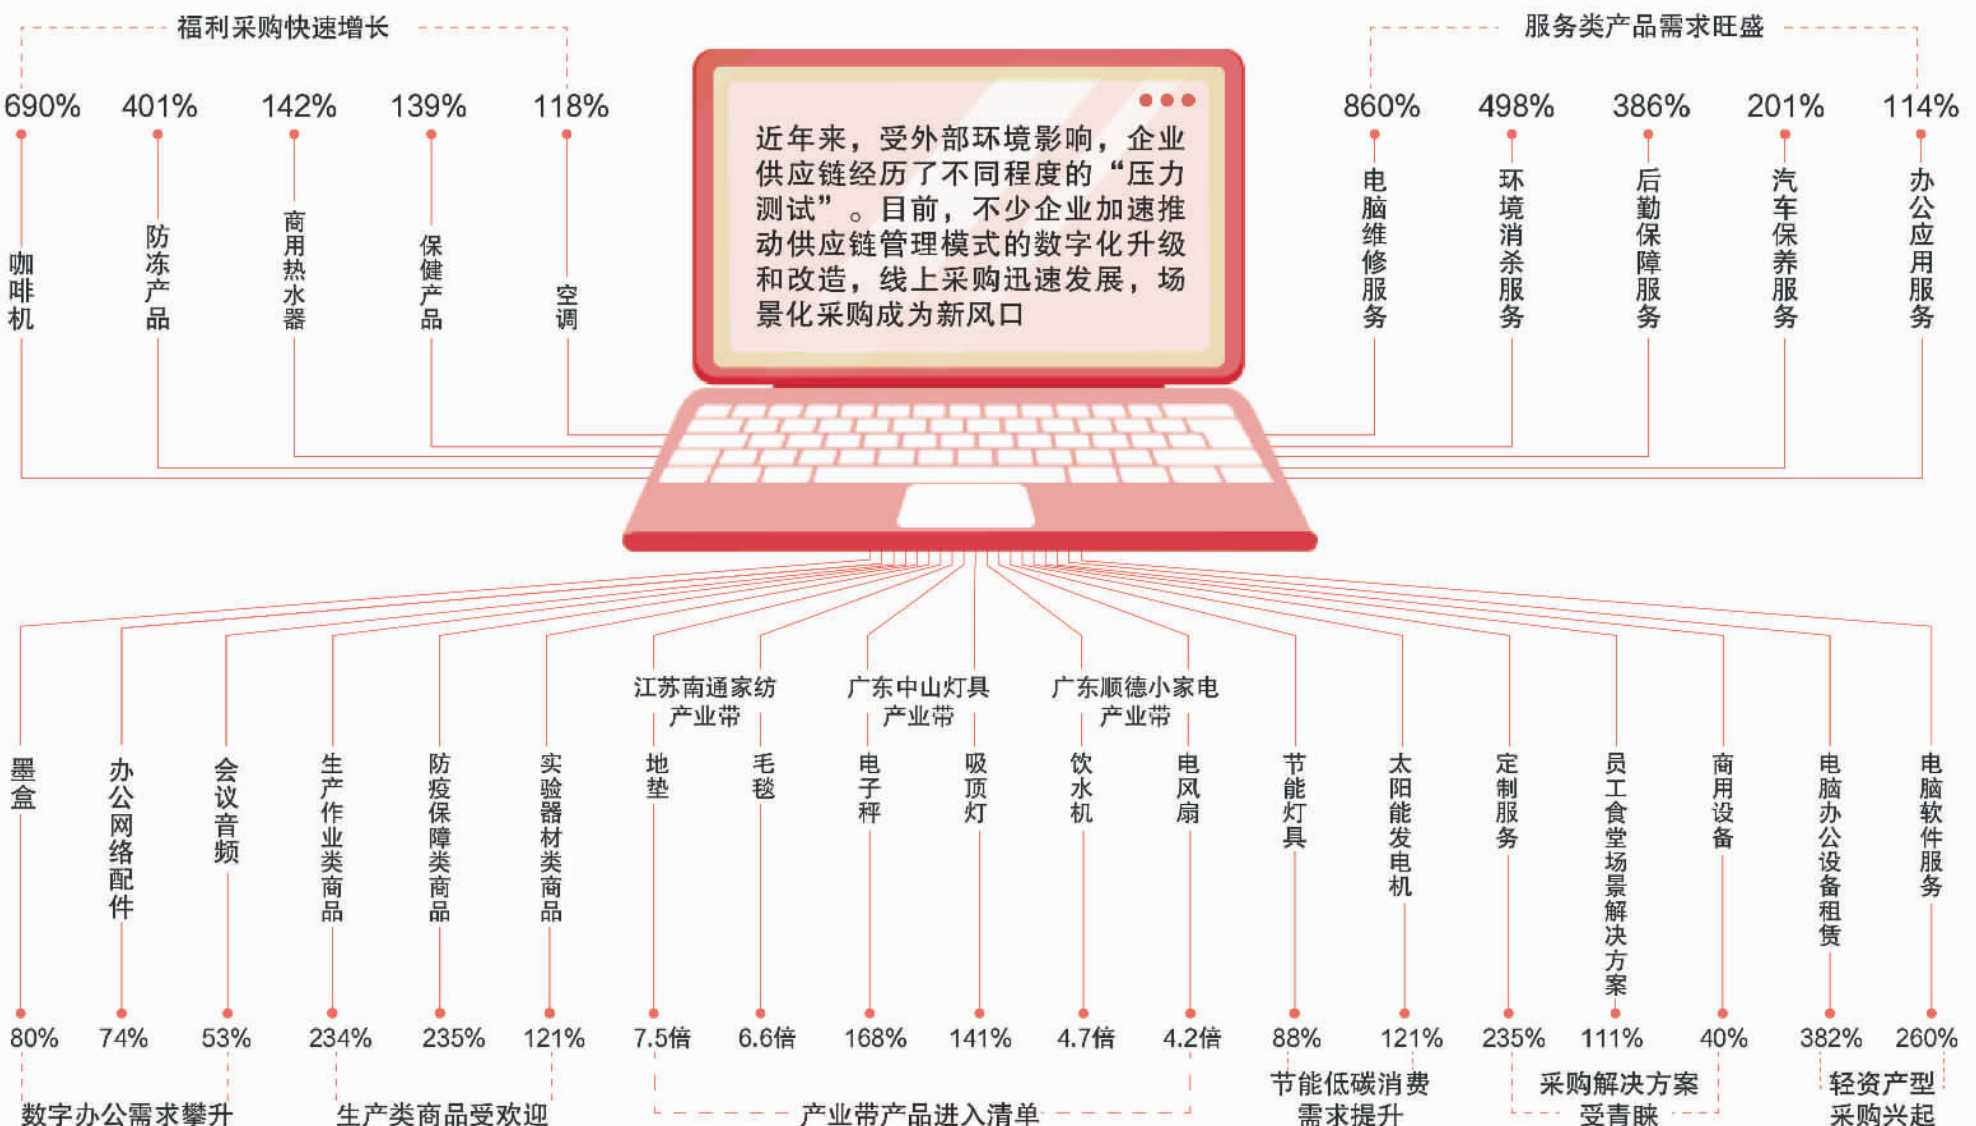 福利采购快速增长
690%
咖啡机
401%
防冻产品
142%
商用热水器
139%
保健产品
118%
空调
近年来，受外部环境影响，企业
供应链经历了不同程度的“压力
测试”。目前，不少企业加速推
动供应链管理模式的数字化升级
和改造，线上采购迅速发展，场
景化采购成为新风口
服务类产品需求旺盛
860%
电脑维修服务
498%
环境消杀服务
386%
后勤保障服务
201%
汽车保养服务
114%
办公应用服务
墨盒
80%
办公网络配件
74%
会议音频
53%
数字办公需求攀升
生产作业类商品
234%
防疫保障类商品
235%
实验器材类商品
121%
生产类商品受欢迎
江苏南通家纺
产业带
地垫
7.5倍
毛毯
6.6倍
广东中山灯具
产业带
电子秤
168%
吸顶灯
141%
广东顺德小家电
产业带
饮水机
4.7倍
电风扇
4.2倍
产业带产品进入清单
节能灯具
88%
太阳能发电机
121%
节能低碳消费
需求提升
定制服务
235%
员工食堂场景解决方案
111%
商用设备
40%
采购解决方案
受青睐
电脑办公设备租赁
382%
电脑软件服务
260%
轻资产型
采购兴起